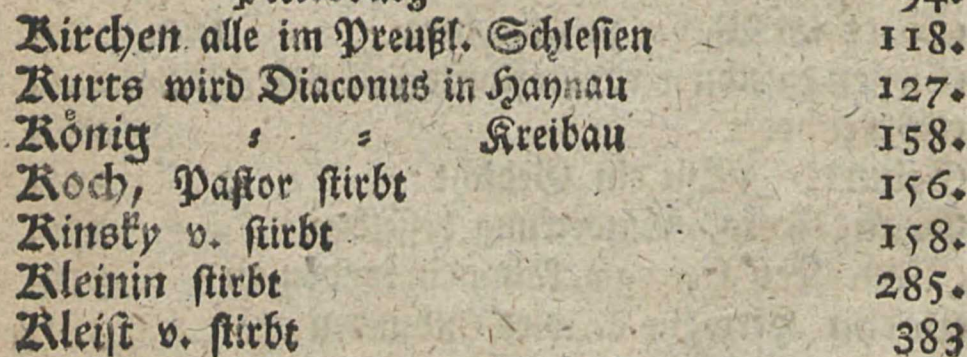 Kirchen alle im Preußl. Schlesien 118.
Kurts wird Diaconus in Haynau 127.
König = = Kreibau 158.
Koch, Pastor stirbt 156.
Kinsky v. stirbt 158.
Kleinin stirbt 285.
Kleist v. stirbt 383